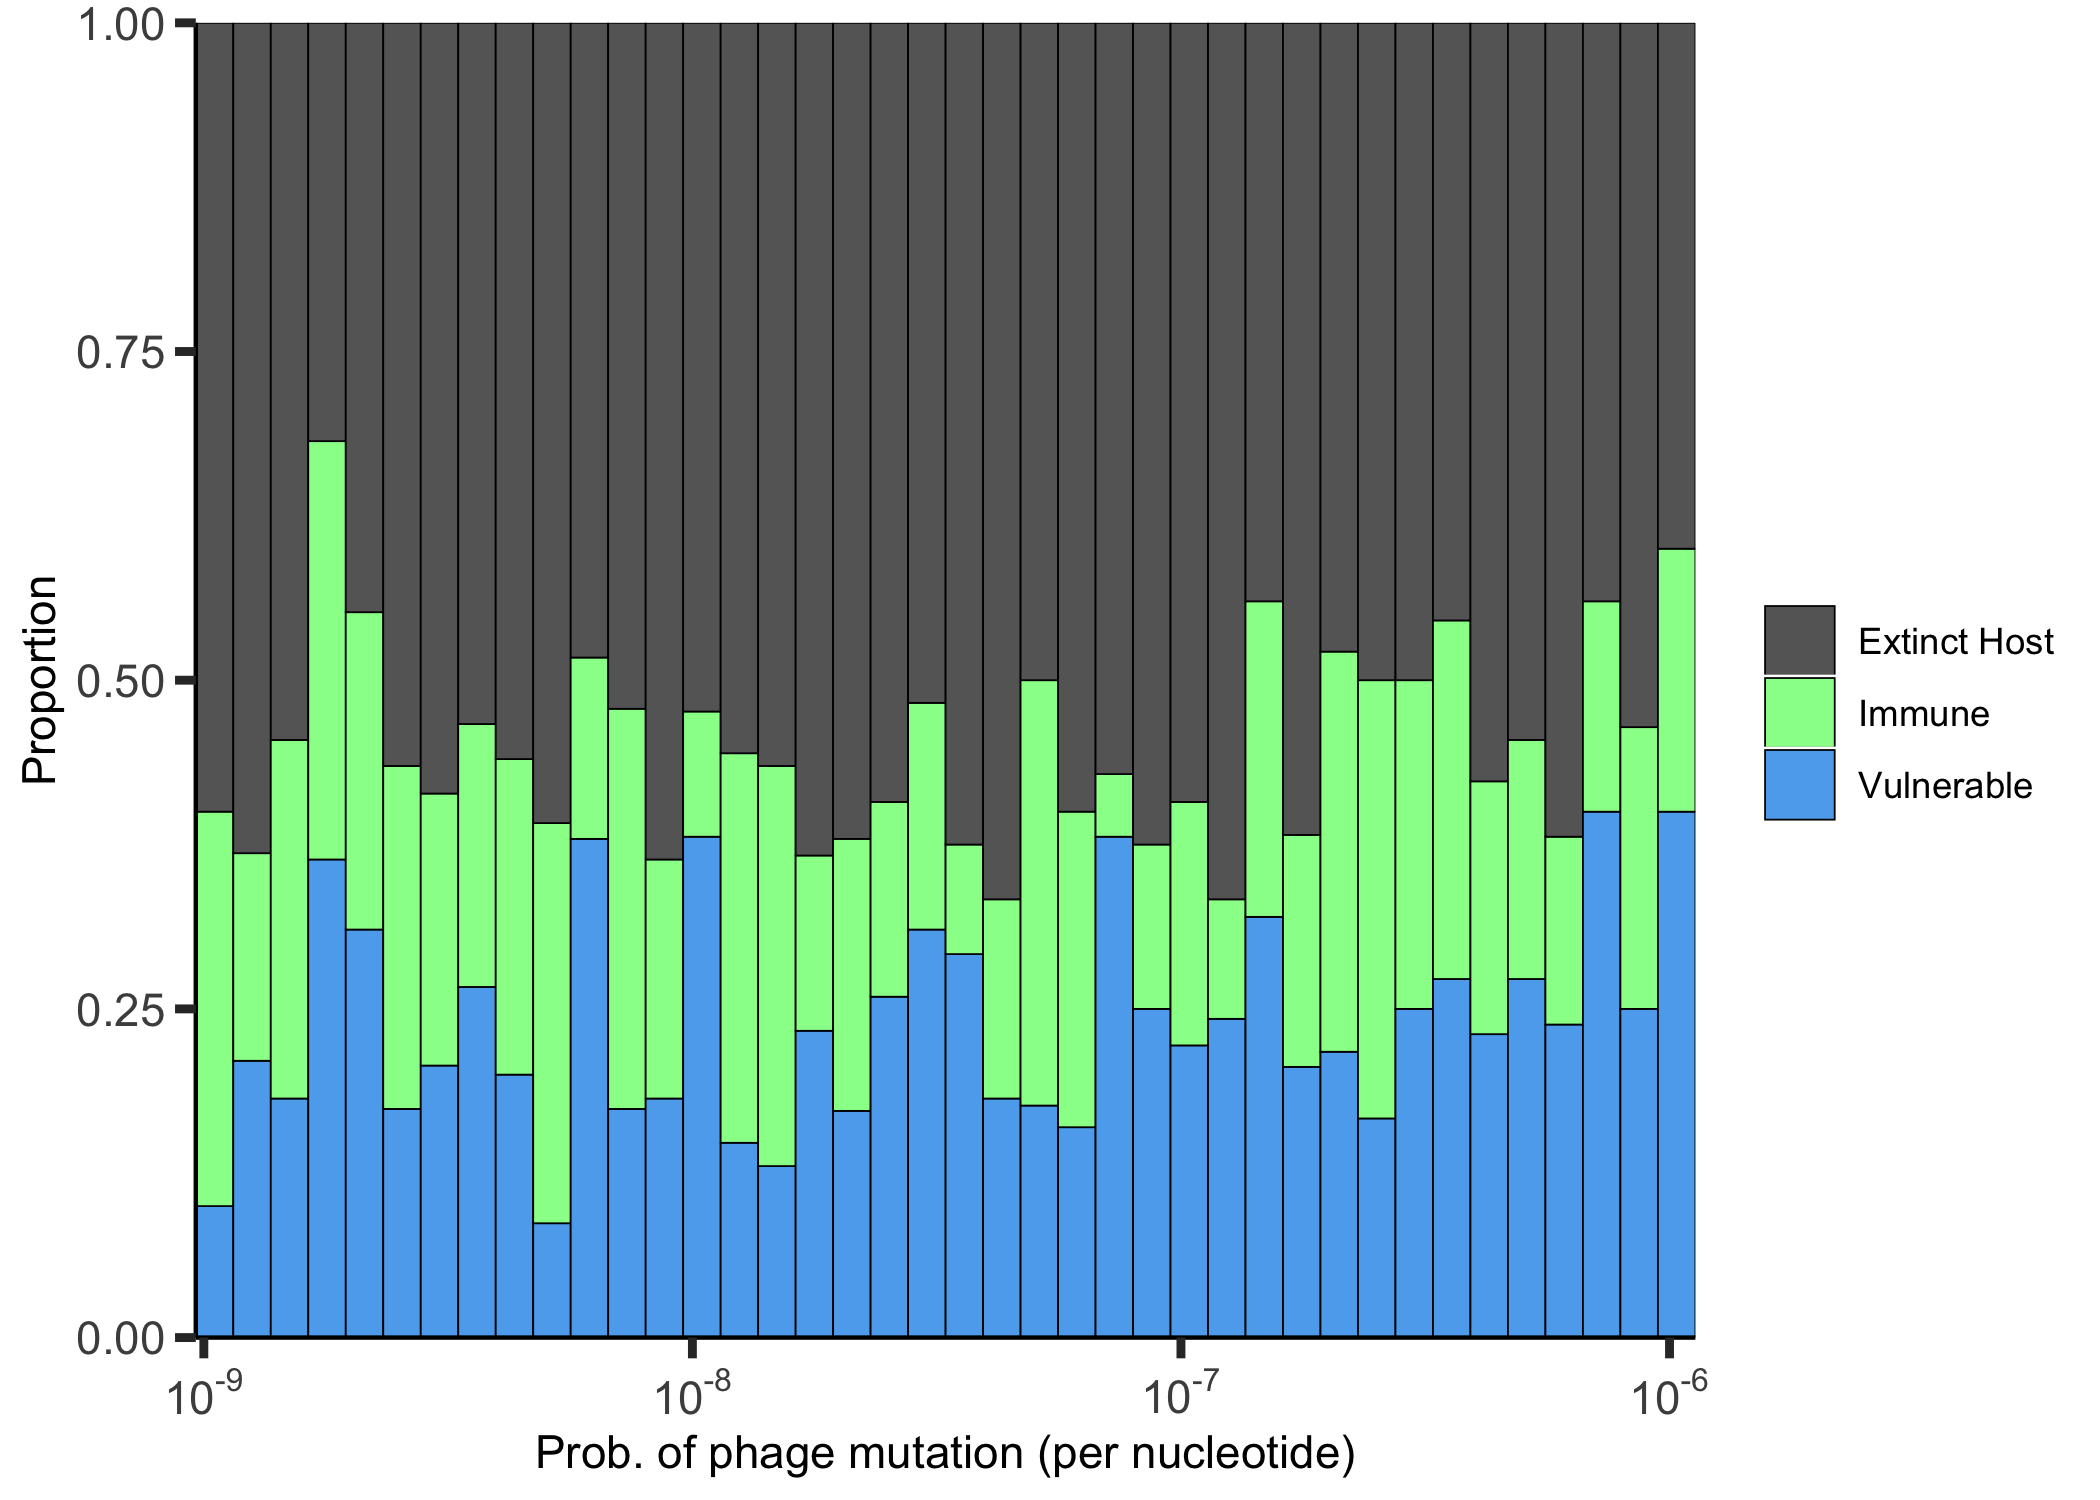 1.00
0.75
0.50
0.25
0.00
Proportion
10-9
10-8
10-7
10-6
Prob. of phage mutation (per nucleotide)
Extinct Host
Immune
Vulnerable